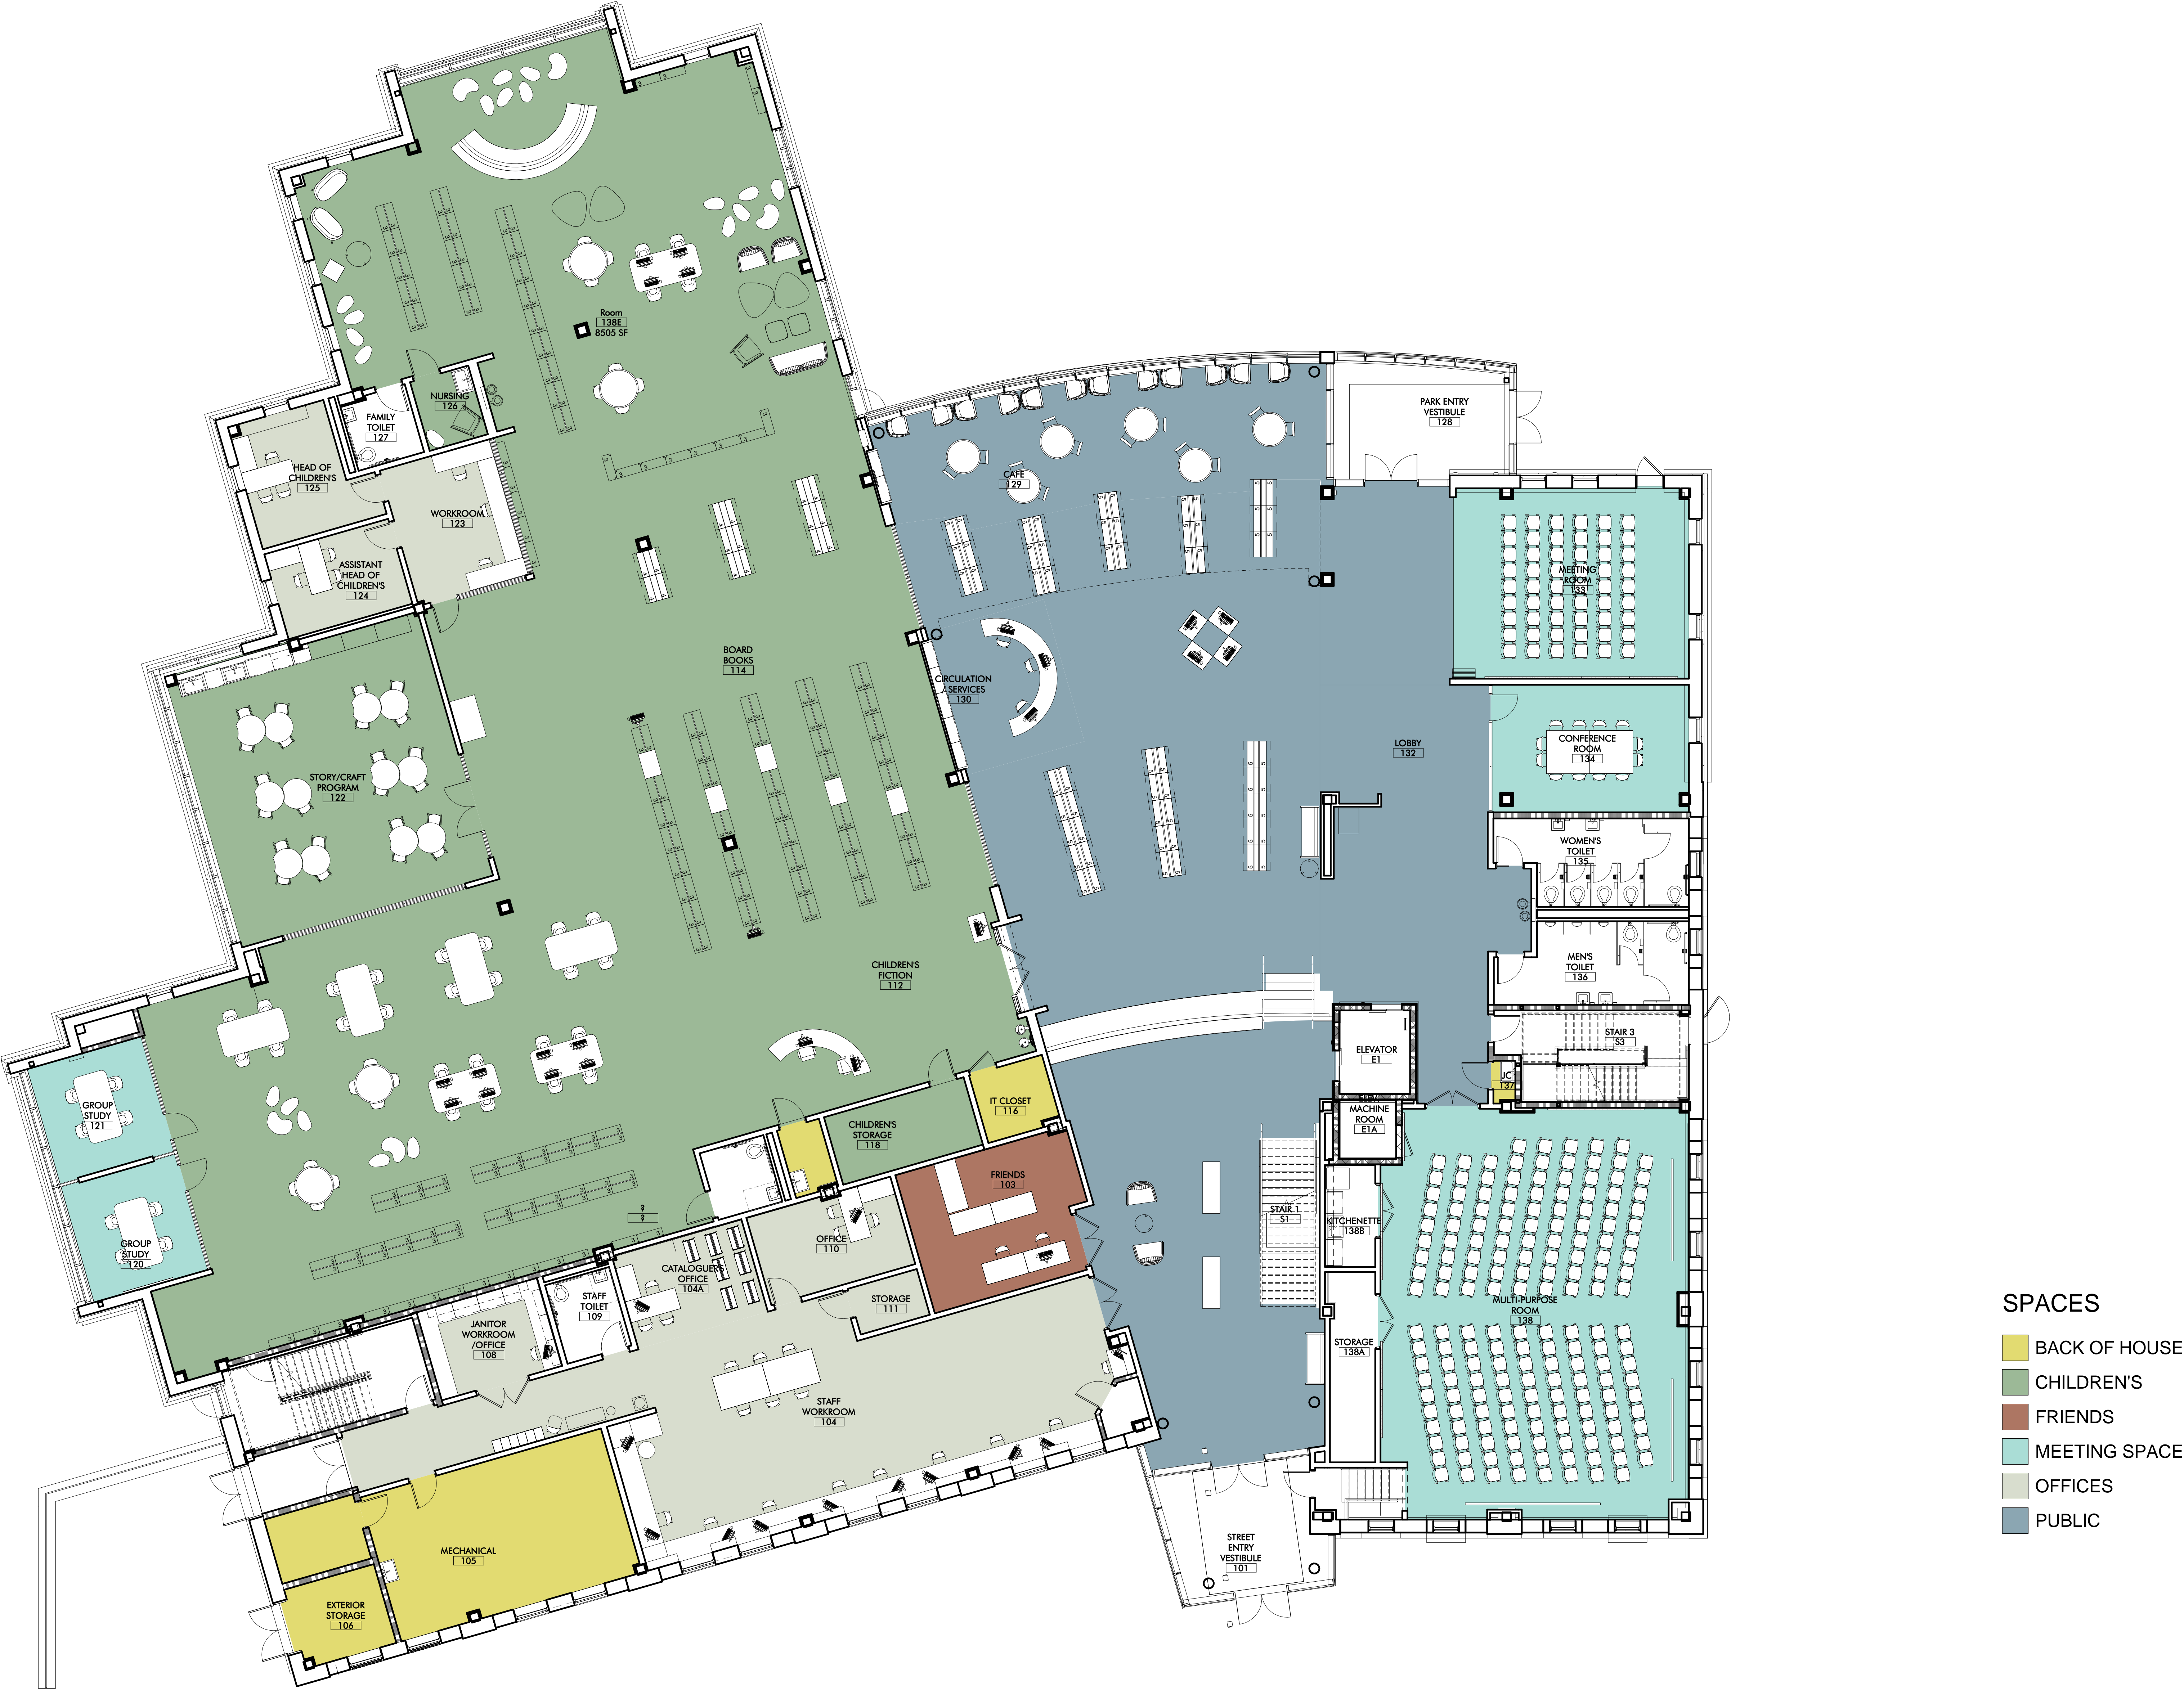 Room
138E
8505 SF
NURSING
126
FAMILY
TOILET
127
HEAD OF
CHILDREN'S
125
WORKROOM
123
ASSISTANT
HEAD OF
CHILDREN'S
124
PARK ENTRY
VESTIBULE
128
CAFE
129
MEETING
ROOM
133
BOARD
BOOKS
114
CIRCULATION
/ SERVICES
130
LOBBY
132
CONFERENCE
ROOM
134
STORY/CRAFT
PROGRAM
122
WOMEN'S
TOILET
135
CHILDREN'S
FICTION
112
MEN'S
TOILET
136
STAIR 3
S3
ELEVATOR
E1
JC
137
GROUP
STUDY
121
IT CLOSET
116
MACHINE
ROOM
E1A
CHILDREN'S
STORAGE
118
FRIENDS
103
STAIR 1
S1
KITCHENETTE
138B
GROUP
STUDY
120
?
?
OFFICE
110
CATALOGUER'S
OFFICE
104A
STORAGE
111
STAFF
TOILET
109
JANITOR
WORKROOM
/OFFICE
108
MULTI-PURPOSE
ROOM
138
STORAGE
138A
STAFF
WORKROOM
104
MECHANICAL
105
STREET
ENTRY
VESTIBULE
101
EXTERIOR
STORAGE
106
SPACES
BACK OF HOUSE
CHILDREN'S
FRIENDS
MEETING SPACE
OFFICES
PUBLIC